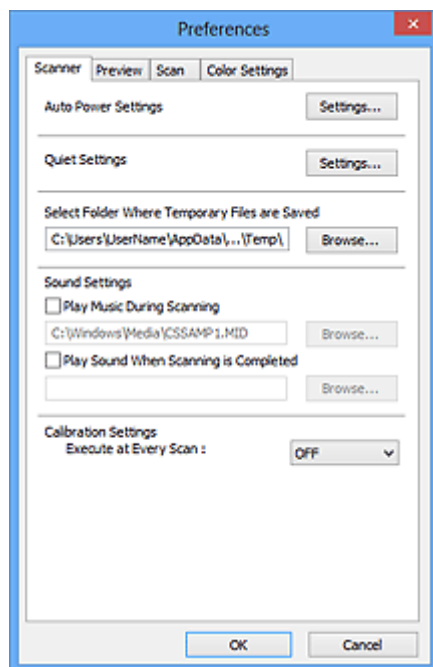 Preferences
Scanner Preview Scan Color Settings
Auto Power Settings Settings...
Quiet Settings Settings...
Select Folder Where Temporary Files are Saved
C:\Users\UserName\AppData\,...\Temp\, Browse...
Sound Settings
Play Music During Scanning
C:\Windows\Media\CSSAMP1.MID Browse...
Play Sound When Scanning is Completed
Browse...
Calibration Settings
Execute at Every Scan : OFF
OK Cancel